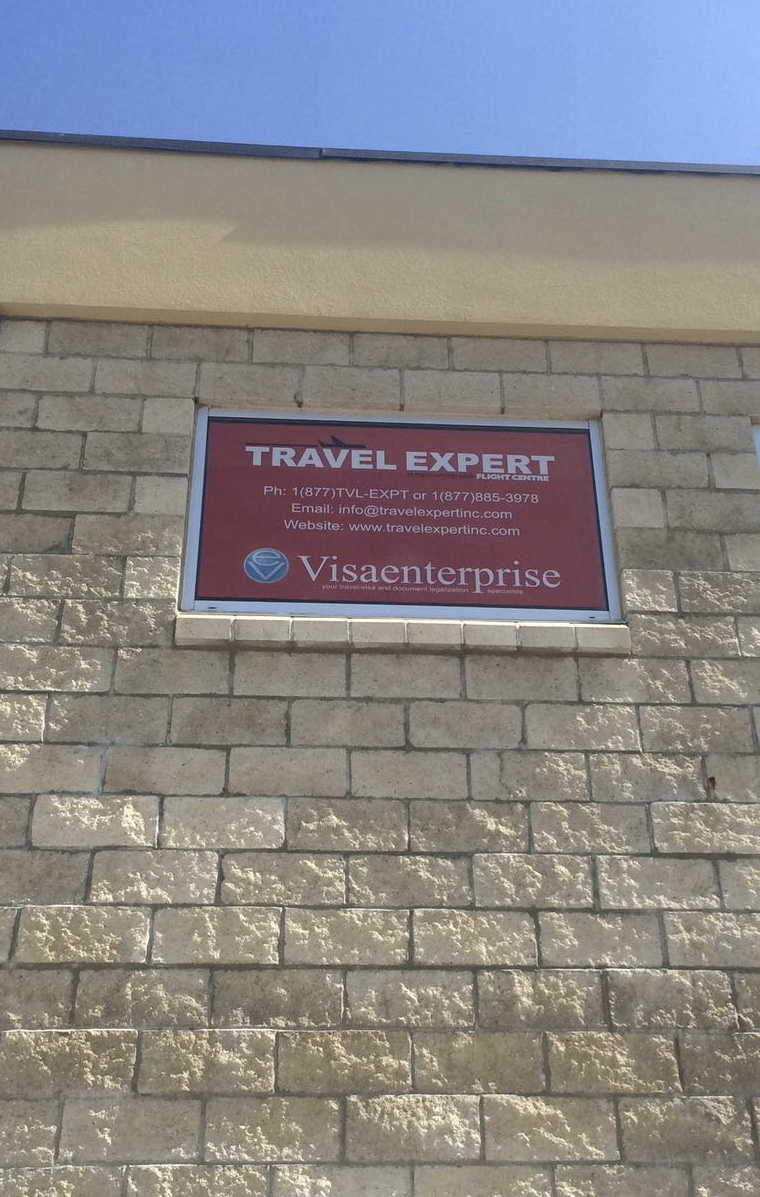 TRAVEL EXPERT
FLIGHT CENTRE
Ph: 1(877)TVL-EXPT or 1(877)885-3978
Email: info@travelexpertinc.com
Website: www.travelexpertinc.com
Visaenterprise
your travel-visa and document legalization specialists